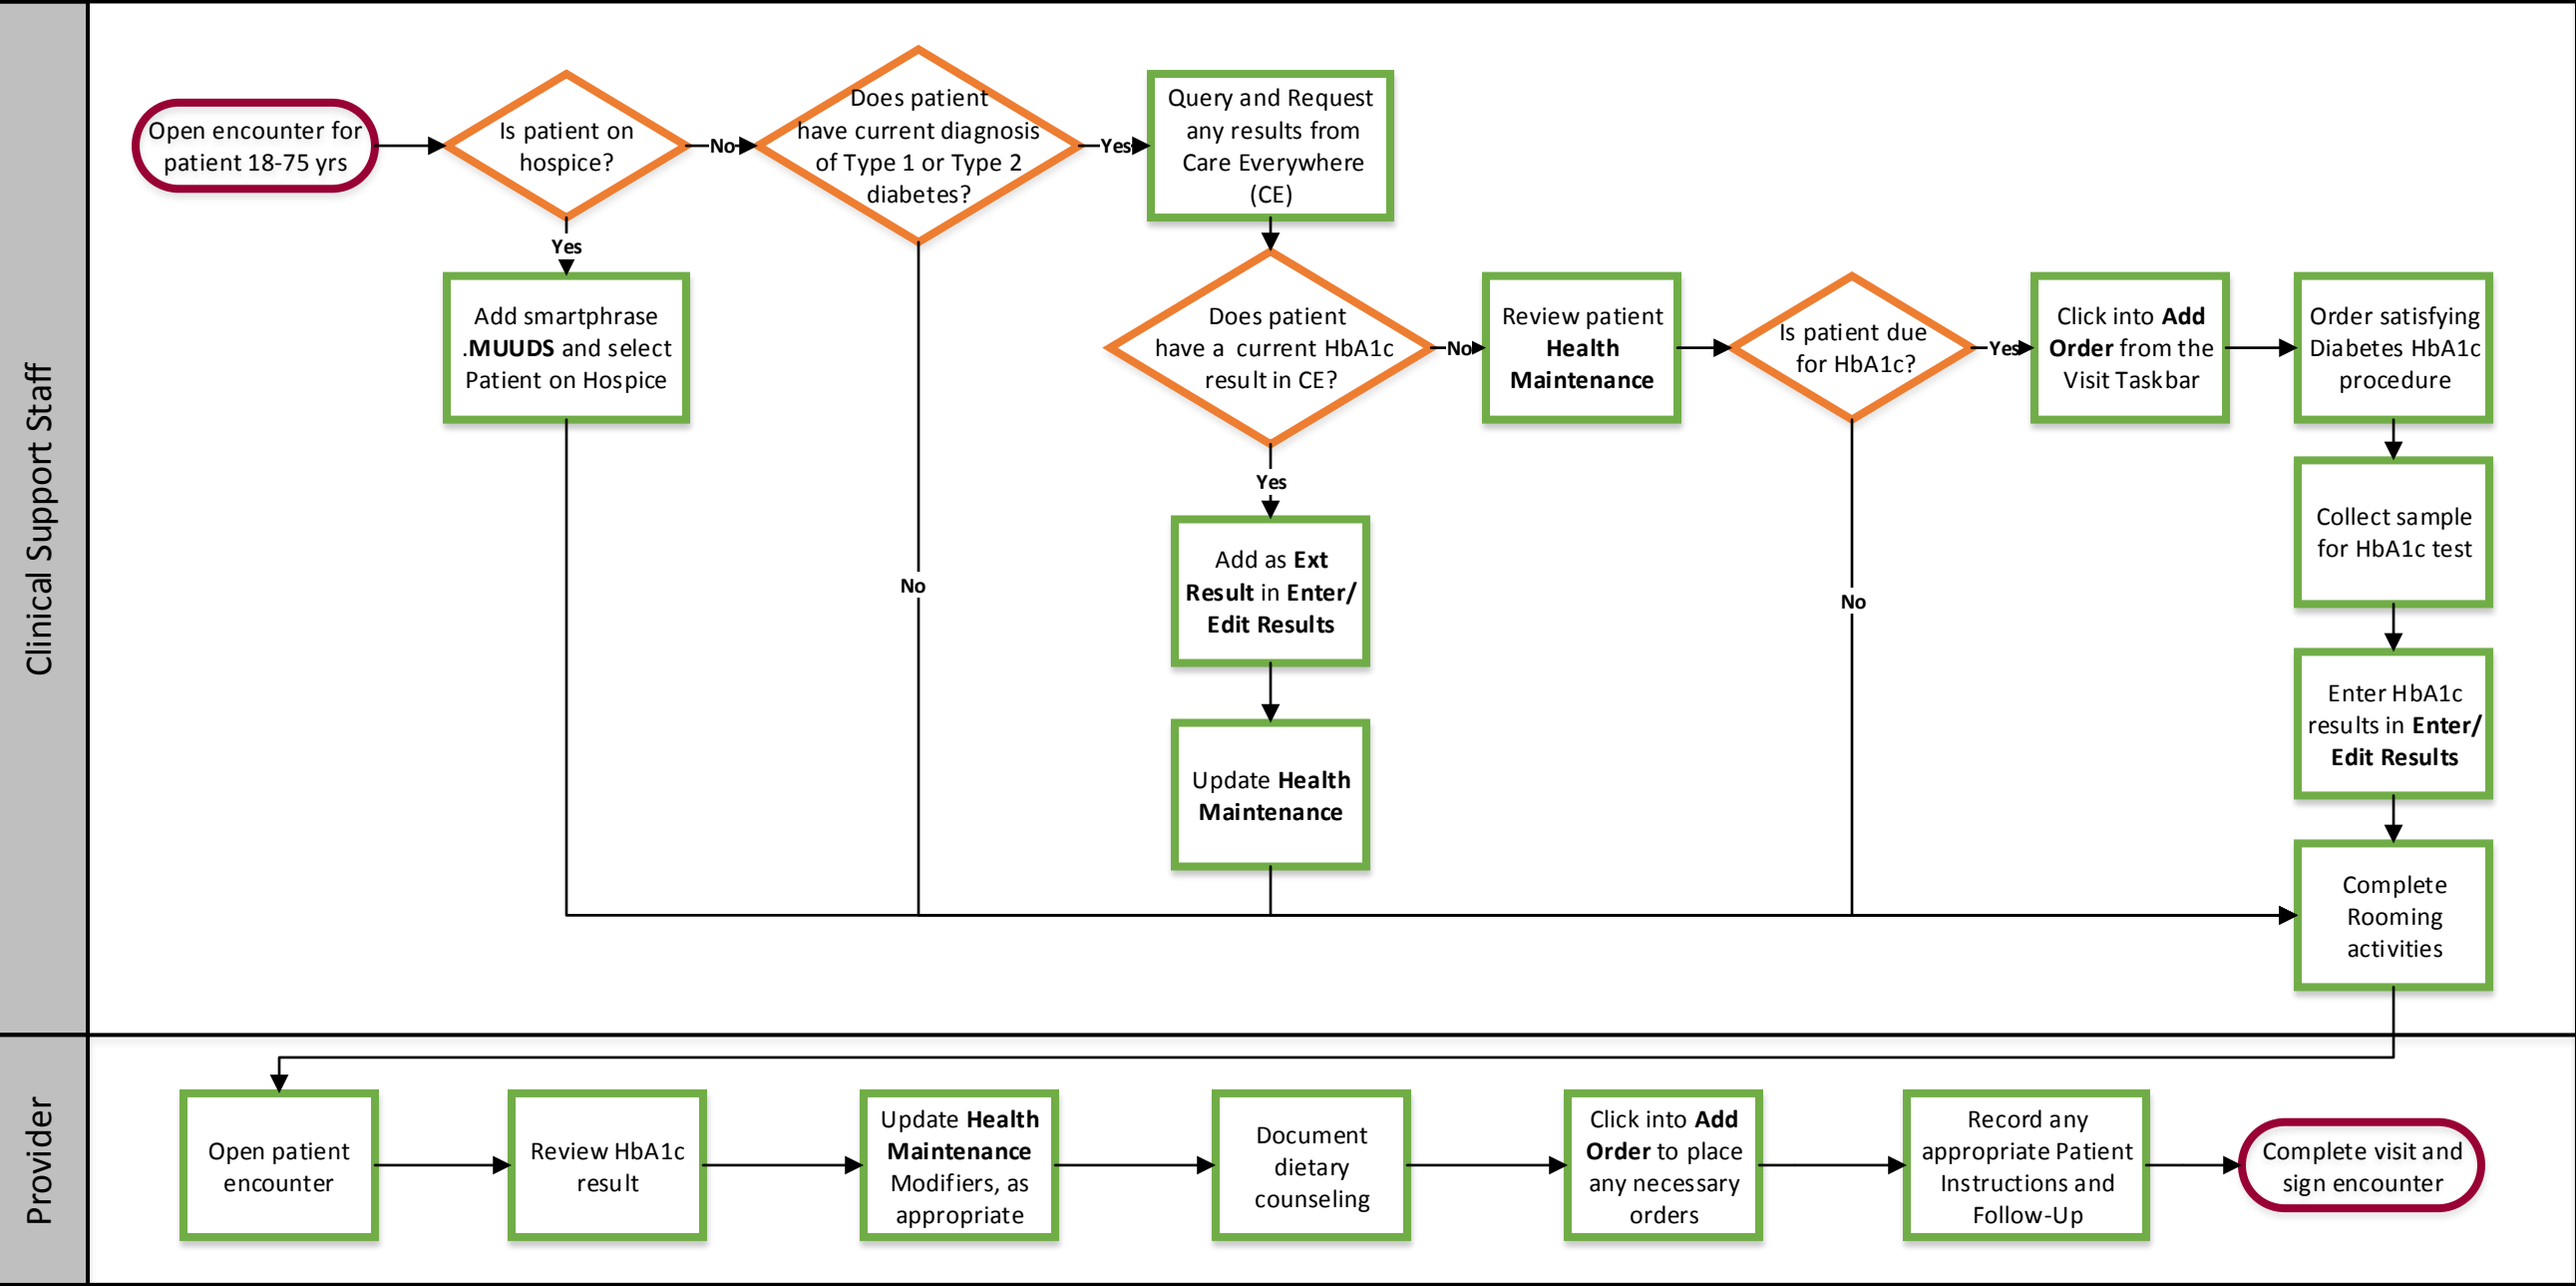 Clinical Support Staff
Open encounter for
patient 18-75 yrs
Is patient on
hospice?
No
Yes
Add smartphrase
.MUUDS and select
Patient on Hospice
Does patient
have current diagnosis
of Type 1 or Type 2
diabetes?
Yes
No
Query and Request
any results from
Care Everywhere
(CE)
Does patient
have a current HbA1c
result in CE?
No
Yes
Add as Ext
Result in Enter/
Edit Results
Update Health
Maintenance
Review patient
Health
Maintenance
Is patient due
for HbA1c?
Yes
No
Click into Add
Order from the
Visit Taskbar
Order satisfying
Diabetes HbA1c
procedure
Collect sample
for HbA1c test
Enter HbA1c
results in Enter/
Edit Results
Complete
Rooming
activities
Provider
Open patient
encounter
Review HbA1c
result
Update Health
Maintenance
Modifiers, as
appropriate
Document
dietary
counseling
Click into Add
Order to place
any necessary
orders
Record any
appropriate Patient
Instructions and
Follow-Up
Complete visit and
sign encounter